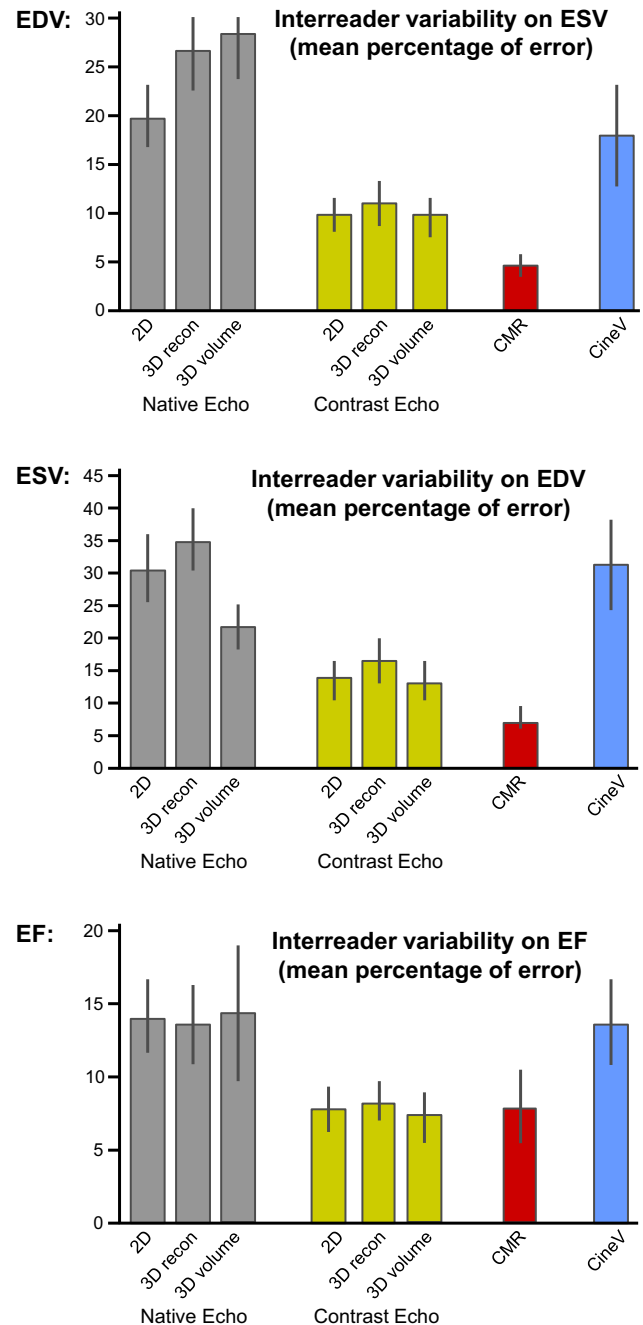 EDV:
Interreader variability on ESV
(mean percentage of error)
30
25
20
15
10
5
0
2D
3D recon
3D volume
2D
3D recon
3D volume
CMR
CineV
Native Echo
Contrast Echo
ESV:
Interreader variability on EDV
(mean percentage of error)
45
40
35
30
25
20
15
10
5
0
2D
3D recon
3D volume
2D
3D recon
3D volume
CMR
CineV
Native Echo
Contrast Echo
EF:
Interreader variability on EF
(mean percentage of error)
20
15
10
5
0
2D
3D recon
3D volume
2D
3D recon
3D volume
CMR
CineV
Native Echo
Contrast Echo